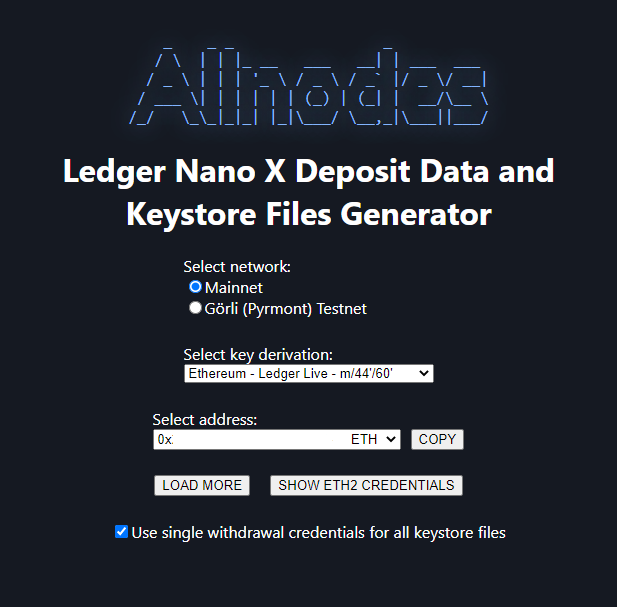 Allnodes
Ledger Nano X Deposit Data and
Keystore Files Generator
Select network:
Mainnet
Görli (Pyrmont) Testnet
Select key derivation:
Ethereum - Ledger Live - m/44'/60'
Select address:
0x ETH COPY
LOAD MORE SHOW ETH2 CREDENTIALS
Use single withdrawal credentials for all keystore files